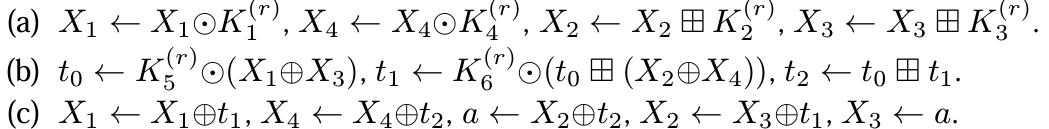 (a) X₁ ← X₁⊙K₁⁽ʳ⁾, X₄ ← X₄⊙K₄⁽ʳ⁾, X₂ ← X₂ ⊞ K₂⁽ʳ⁾, X₃ ← X₃ ⊞ K₃⁽ʳ⁾.
(b) t₀ ← K₅⁽ʳ⁾⊙(X₁⊕X₃), t₁ ← K₆⁽ʳ⁾⊙(t₀ ⊞ (X₂⊕X₄)), t₂ ← t₀ ⊞ t₁.
(c) X₁ ← X₁⊕t₁, X₄ ← X₄⊕t₂, a ← X₂⊕t₂, X₂ ← X₃⊕t₁, X₃ ← a.